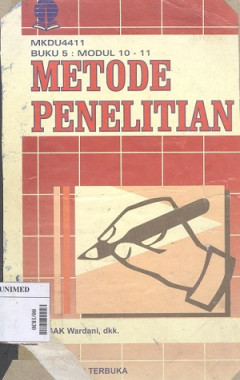 MKDU4411
BUKU 5 : MODUL 10 - 11
METODE
PENELITIAN
UNIMED
AK Wardani, dkk.
TERBUKA